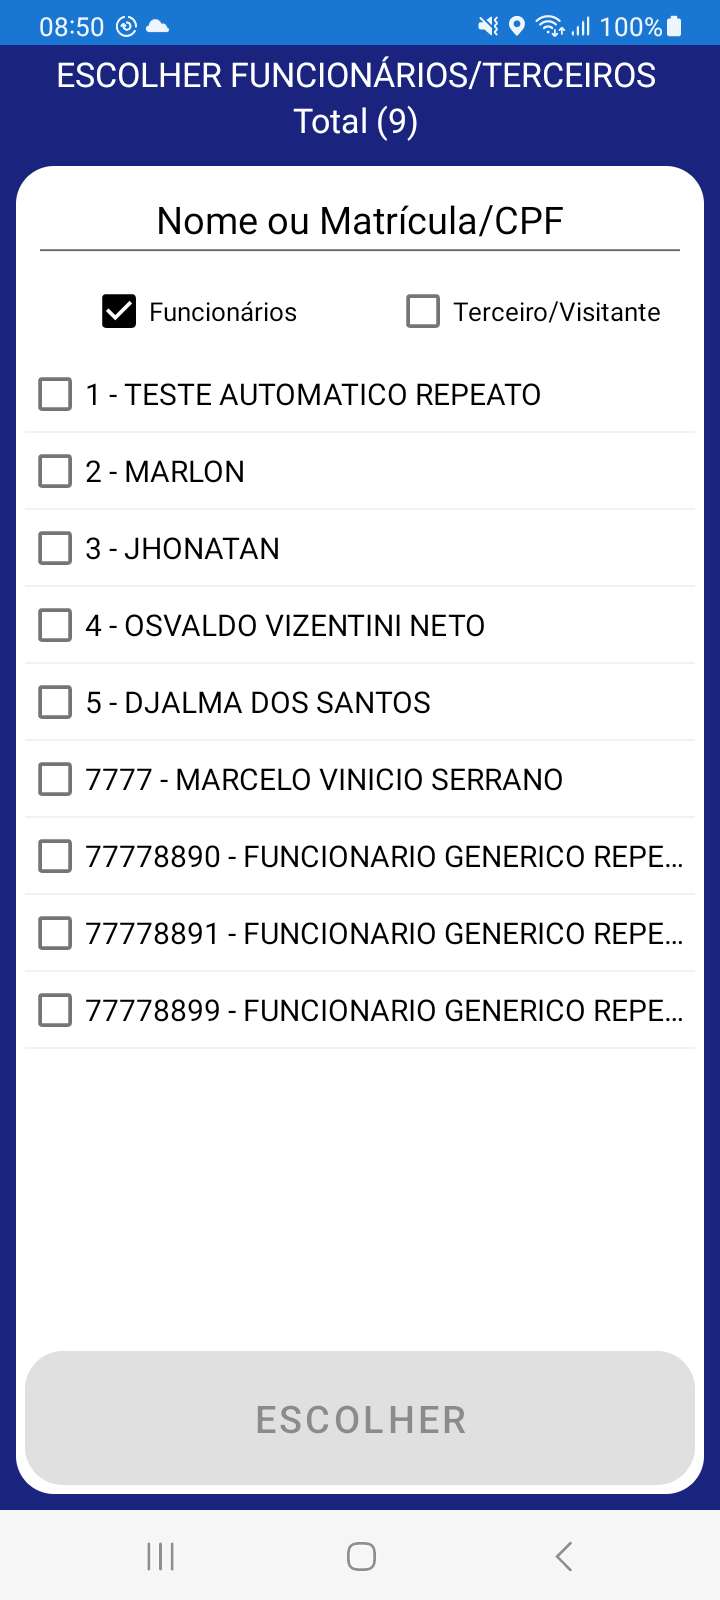 08:50
100%
ESCOLHER FUNCIONÁRIOS/TERCEIROS
Total (9)
Nome ou Matrícula/CPF
Funcionários
Terceiro/Visitante
1 - TESTE AUTOMATICO REPEATO
2 - MARLON
3 - JHONATAN
4 - OSVALDO VIZENTINI NETO
5 - DJALMA DOS SANTOS
7777 - MARCELO VINICIO SERRANO
77778890 - FUNCIONARIO GENERICO REPE...
77778891 - FUNCIONARIO GENERICO REPE...
77778899 - FUNCIONARIO GENERICO REPE...
ESCOLHER